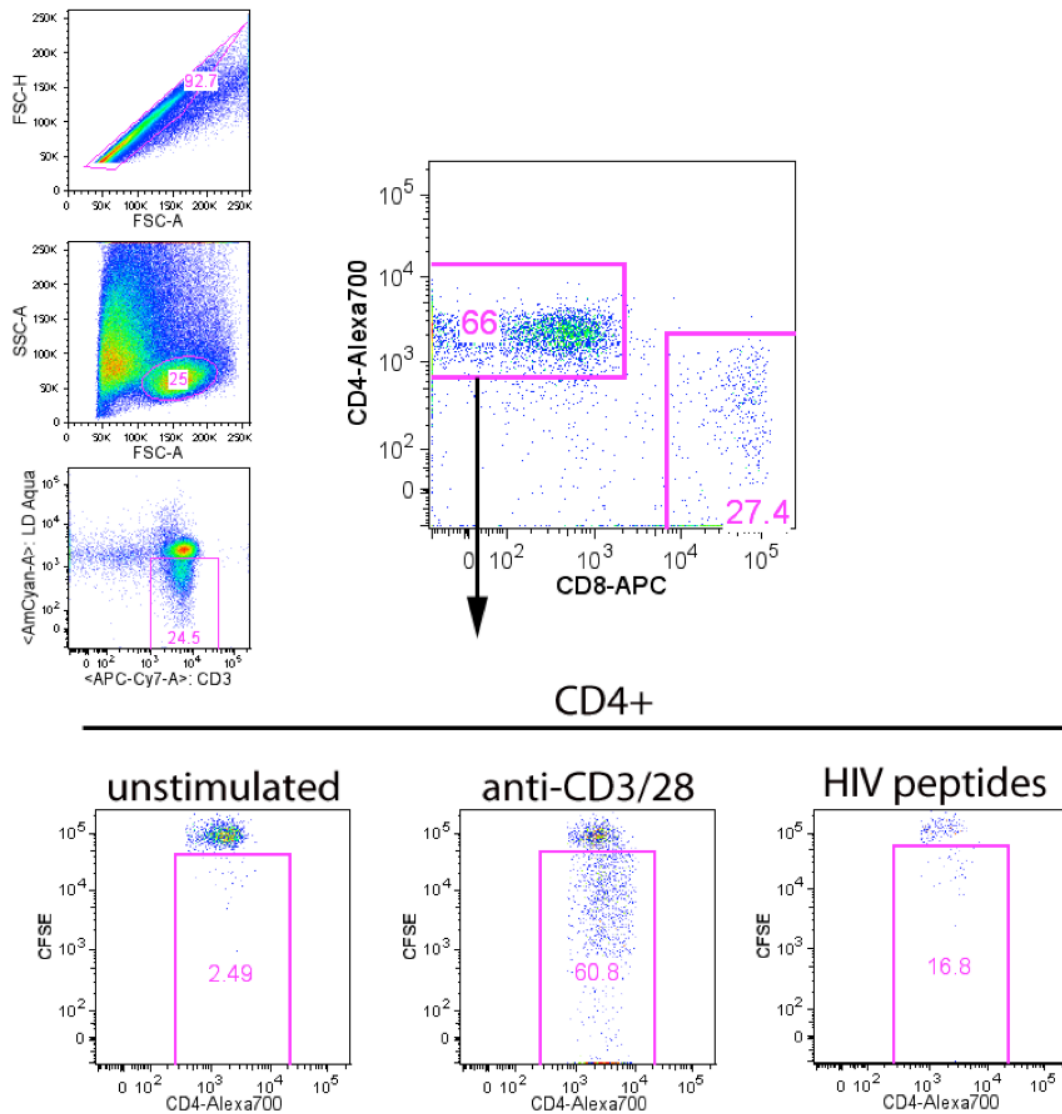 250K
200K
150K
100K
50K
0
FSC-H
92.7
0 50K 100K 150K 200K 250K
FSC-A
250K
200K
150K
100K
50K
0
SSC-A
25
0 50K 100K 150K 200K 250K
FSC-A
10^5
10^4
10^3
10^2
0
<AmCyan-A>: LD Aqua
24.5
0 10^2 10^3 10^4 10^5
<APC-Cy7-A>: CD3
10^5
10^4
10^3
10^2
0
CD4-Alexa700
66
27.4
0 10^2 10^3 10^4 10^5
CD8-APC
CD4+
unstimulated
10^5
10^4
10^3
10^2
0
CFSE
2.49
0 10^2 10^3 10^4 10^5
CD4-Alexa700
anti-CD3/28
10^5
10^4
10^3
10^2
0
CFSE
60.8
0 10^2 10^3 10^4 10^5
CD4-Alexa700
HIV peptides
10^5
10^4
10^3
10^2
0
CFSE
16.8
0 10^2 10^3 10^4 10^5
CD4-Alexa700